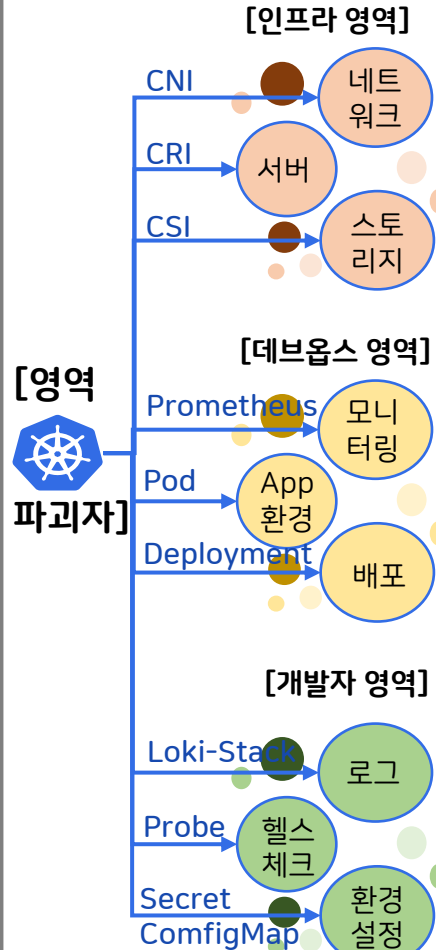 [인프라 영역]
CNI
네트
워크
CRI
서버
CSI
스토
리지
[데브옵스 영역]
[영역
파괴자]
Prometheus
모니
터링
Pod
App
환경
Deployment
배포
[개발자 영역]
Loki-Stack
로그
Probe
헬스
체크
Secret
ComfigMap
환경
설정